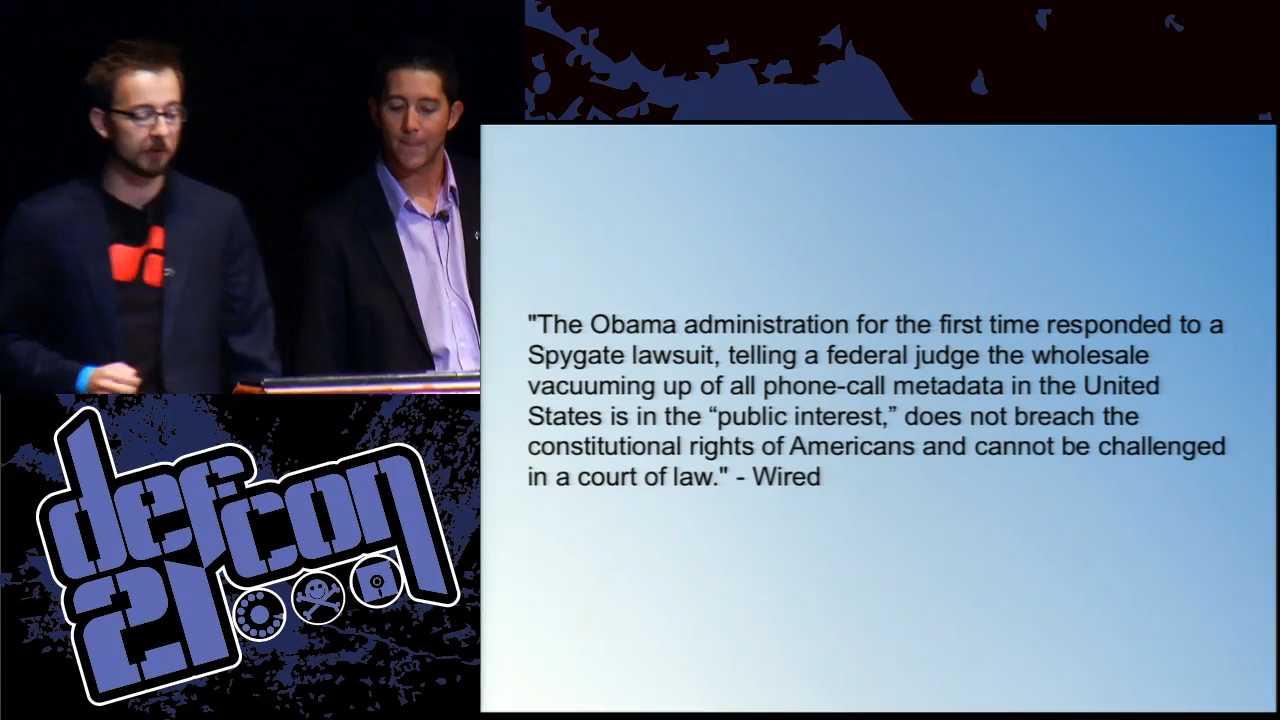 "The Obama administration for the first time responded to a
Spygate lawsuit, telling a federal judge the wholesale
vacuuming up of all phone-call metadata in the United
States is in the “public interest,” does not breach the
constitutional rights of Americans and cannot be challenged
in a court of law." - Wired
defcon
21